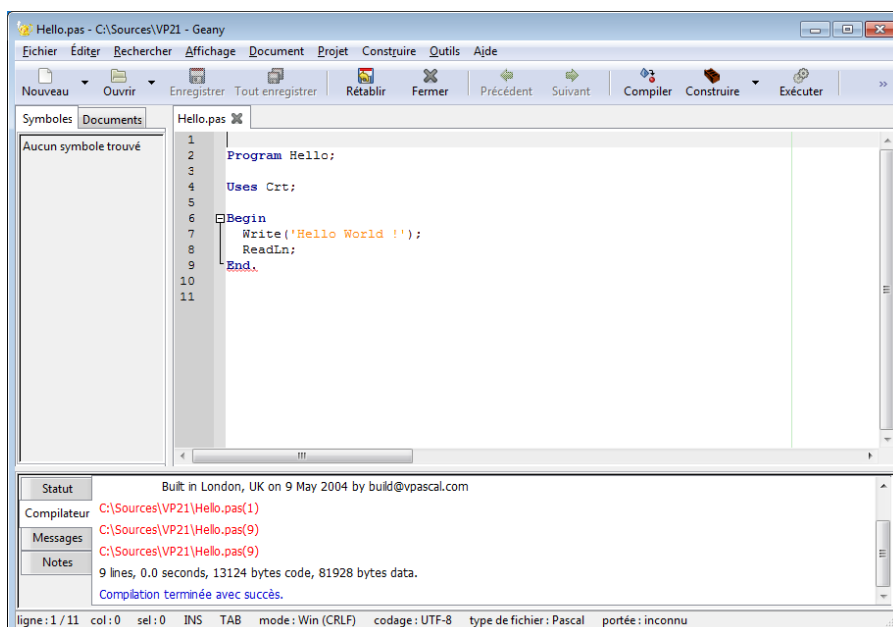 Hello.pas - C:\Sources\VP21 - Geany
Fichier Éditer Rechercher Affichage Document Projet Construire Outils Aide
Nouveau Ouvrir Enregistrer Tout enregistrer Rétablir Fermer Précédent Suivant Compiler Construire Exécuter »
Symboles Documents Hello.pas
Aucun symbole trouvé
1
2 Program Hello;
3
4 Uses Crt;
5
6 Begin
7 Write('Hello World !');
8 ReadLn;
9 End.
10
11
Statut
Compilateur
Messages
Notes
Built in London, UK on 9 May 2004 by build@vpascal.com
C:\Sources\VP21\Hello.pas(1)
C:\Sources\VP21\Hello.pas(9)
C:\Sources\VP21\Hello.pas(9)
9 lines, 0.0 seconds, 13124 bytes code, 81928 bytes data.
Compilation terminée avec succès.
ligne : 1 / 11 col : 0 sel : 0 INS TAB mode : Win (CRLF) codage : UTF-8 type de fichier : Pascal portée : inconnu